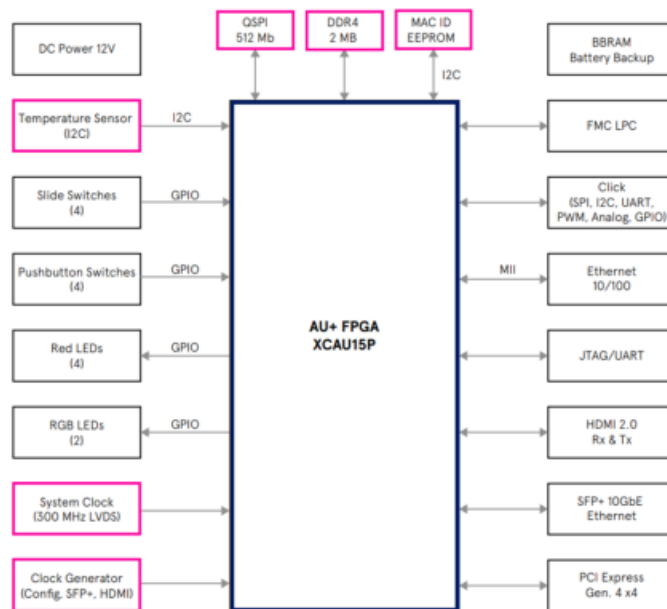 QSPI
512 Mb
DDR4
2 MB
MAC ID
EEPROM
DC Power 12V
BBRAM
Battery Backup
I2C
Temperature Sensor
(I2C)
I2C
FMC LPC
Slide Switches
(4)
GPIO
Click
(SPI, I2C, UART,
PWM, Analog, GPIO)
Pushbutton Switches
(4)
GPIO
MII
Ethernet
10/100
AU+ FPGA
XCAU15P
Red LEDs
(4)
GPIO
JTAG/UART
RGB LEDs
(2)
GPIO
HDMI 2.0
Rx & Tx
System Clock
(300 MHz LVDS)
SFP+ 10GbE
Ethernet
Clock Generator
(Config, SFP+, HDMI)
PCI Express
Gen. 4 x4